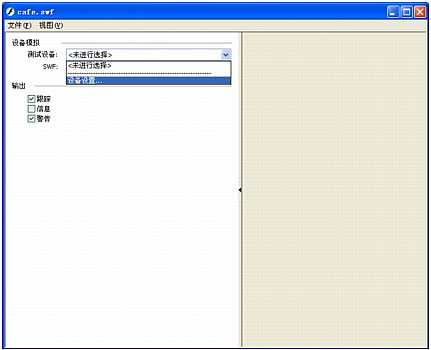 cafe.swf
文件(F) 视图(V)
设备模拟
测试设备: <未进行选择>
<未进行选择>
SWF:
设备设置...
输出
跟踪
信息
警告